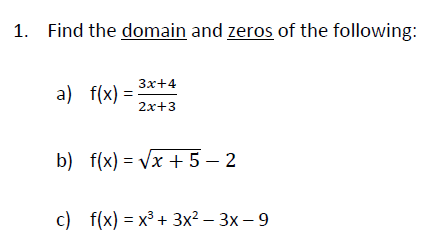 1. Find the domain and zeros of the following:
a) f(x) = 3x+4/2x+3
b) f(x) = √x + 5 – 2
c) f(x) = x³ + 3x² – 3x – 9